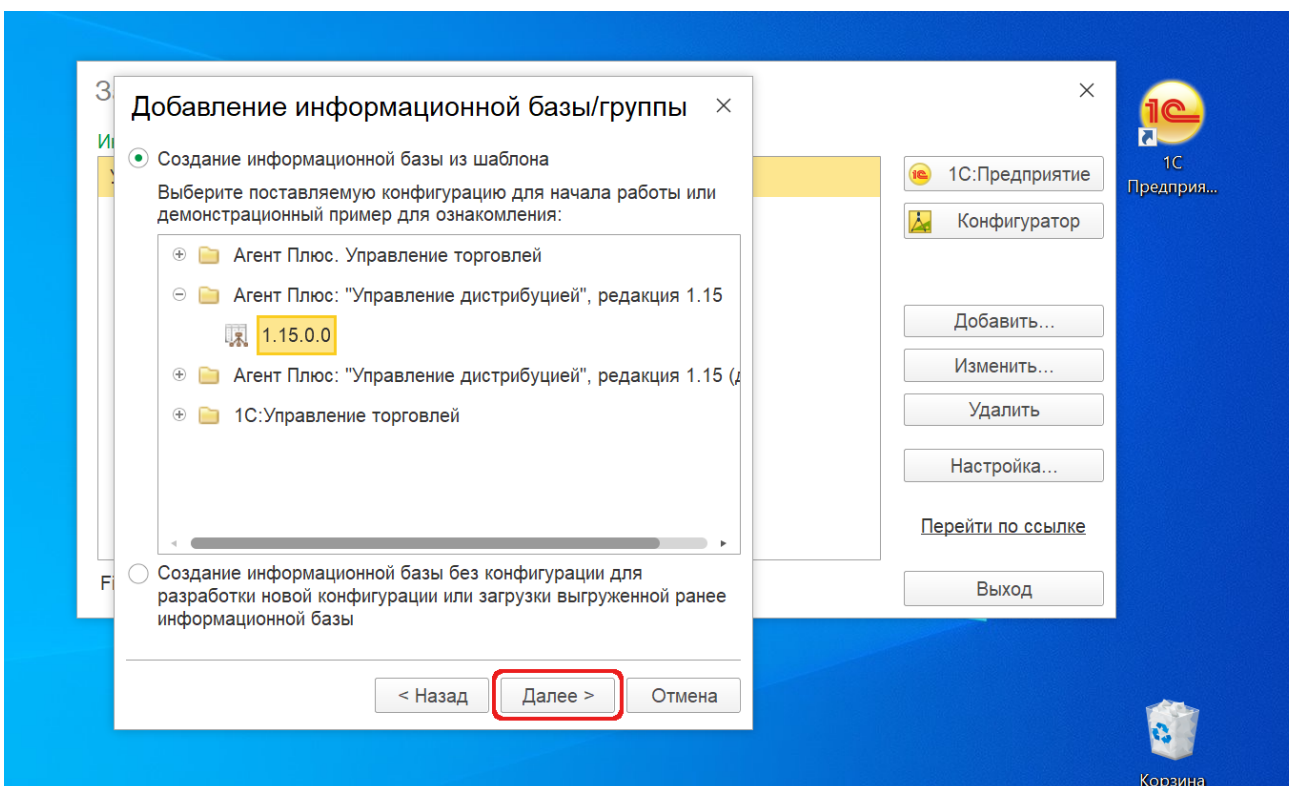 Добавление информационной базы/группы
Создание информационной базы из шаблона
Выберите поставляемую конфигурацию для начала работы или
демонстрационный пример для ознакомления:
Агент Плюс. Управление торговлей
Агент Плюс: "Управление дистрибуцией", редакция 1.15
1.15.0.0
Агент Плюс: "Управление дистрибуцией", редакция 1.15 (
1С:Управление торговлей
Создание информационной базы без конфигурации для
разработки новой конфигурации или загрузки выгруженной ранее
информационной базы
< Назад
Далее >
Отмена
1С:Предприятие
Конфигуратор
Добавить...
Изменить...
Удалить
Настройка...
Перейти по ссылке
Выход
1С
Предприя...
Корзина